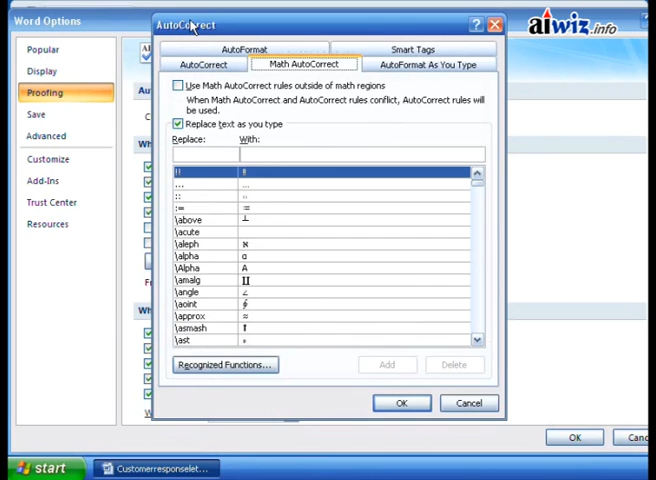 Word Options
AutoCorrect
aiwiz.info
Popular
Display
Proofing
Save
Advanced
Customize
Add-Ins
Trust Center
Resources
AutoFormat
Smart Tags
AutoCorrect
Math AutoCorrect
AutoFormat As You Type
Use Math AutoCorrect rules outside of math regions
When Math AutoCorrect and AutoCorrect rules conflict, AutoCorrect rules will
be used.
Replace text as you type
Replace:
With:
!! ‼
... …
:: ∷
:= ≔
\above ┴
\acute
\aleph ℵ
\alpha α
\Alpha Α
\amalg ∐
\angle ∠
\aoint ∳
\approx ≈
\asmash ⬆
\ast ∗
Recognized Functions...
Add
Delete
OK
Cancel
OK
Canc
start
Customerresponselet...